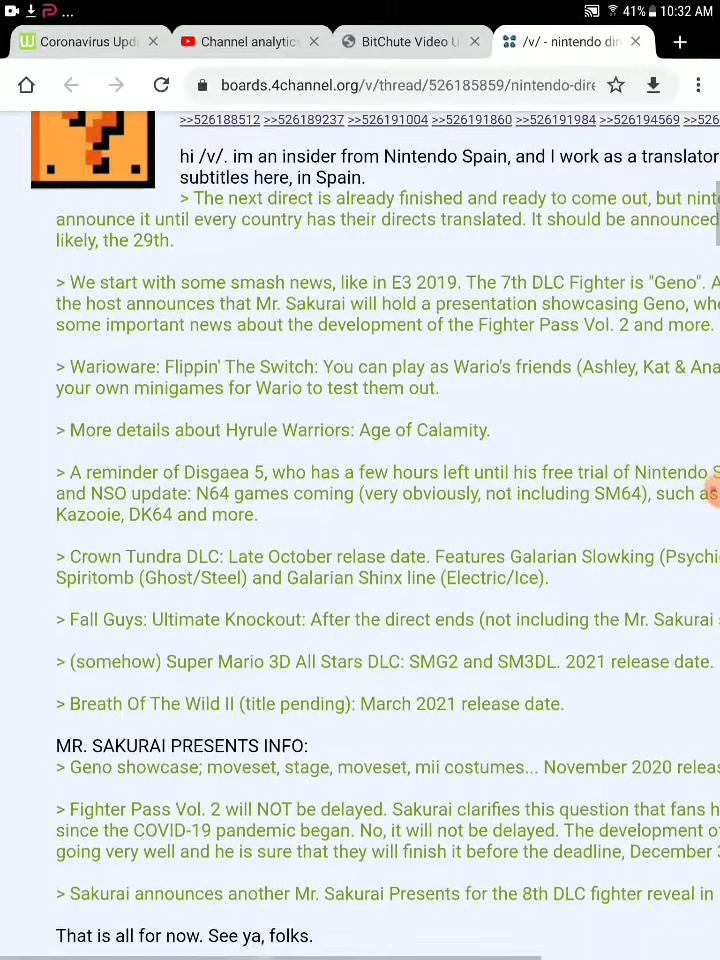 41% 10:32 AM
Coronavirus Upd
Channel analytics
BitChute Video U
/v/ - nintendo dir
boards.4channel.org/v/thread/526185859/nintendo-dire
>>526188512 >>526189237 >>526191004 >>526191860 >>526191984 >>526194569 >>526
hi /v/. im an insider from Nintendo Spain, and I work as a translator
subtitles here, in Spain.
> The next direct is already finished and ready to come out, but nint
announce it until every country has their directs translated. It should be announced
likely, the 29th.
> We start with some smash news, like in E3 2019. The 7th DLC Fighter is "Geno". A
the host announces that Mr. Sakurai will hold a presentation showcasing Geno, whe
some important news about the development of the Fighter Pass Vol. 2 and more.
> Warioware: Flippin' The Switch: You can play as Wario's friends (Ashley, Kat & Ana
your own minigames for Wario to test them out.
> More details about Hyrule Warriors: Age of Calamity.
> A reminder of Disgaea 5, who has a few hours left until his free trial of Nintendo S
and NSO update: N64 games coming (very obviously, not including SM64), such as
Kazooie, DK64 and more.
> Crown Tundra DLC: Late October relase date. Features Galarian Slowking (Psychi
Spiritomb (Ghost/Steel) and Galarian Shinx line (Electric/Ice).
> Fall Guys: Ultimate Knockout: After the direct ends (not including the Mr. Sakurai
> (somehow) Super Mario 3D All Stars DLC: SMG2 and SM3DL. 2021 release date.
> Breath Of The Wild II (title pending): March 2021 release date.
MR. SAKURAI PRESENTS INFO:
> Geno showcase; moveset, stage, moveset, mii costumes... November 2020 releas
> Fighter Pass Vol. 2 will NOT be delayed. Sakurai clarifies this question that fans h
since the COVID-19 pandemic began. No, it will not be delayed. The development of
going very well and he is sure that they will finish it before the deadline, December 3
> Sakurai announces another Mr. Sakurai Presents for the 8th DLC fighter reveal in
That is all for now. See ya, folks.